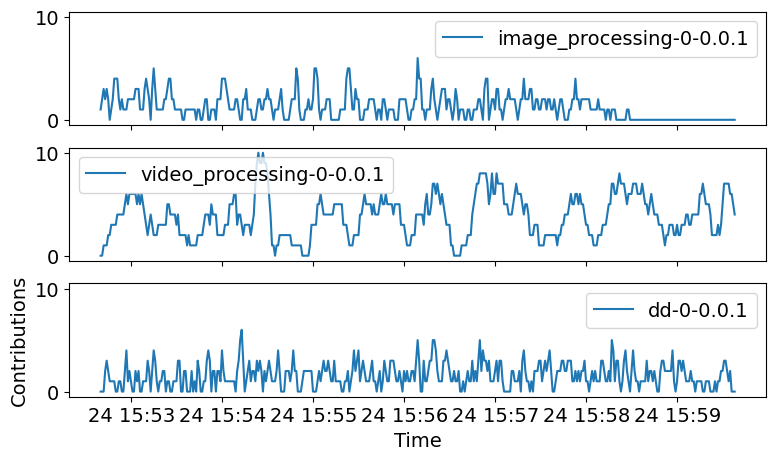 10
image_processing-0-0.0.1
0
10
video_processing-0-0.0.1
0
10
dd-0-0.0.1
Contributions
0
24 15:53 24 15:54 24 15:55 24 15:56 24 15:57 24 15:58 24 15:59
Time